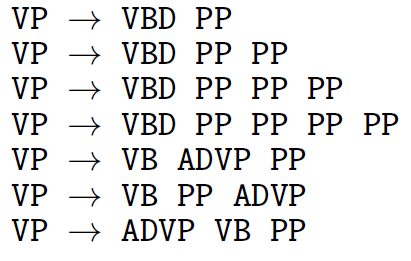 VP → VBD PP
VP → VBD PP PP
VP → VBD PP PP PP
VP → VBD PP PP PP PP
VP → VB ADVP PP
VP → VB PP ADVP
VP → ADVP VB PP